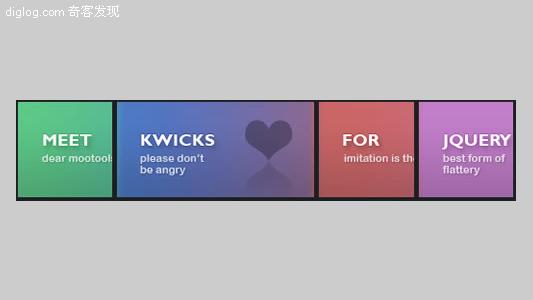 diglog.com 奇客发现
MEET
dear mootools
KWICKS
please don't
be angry
FOR
imitation is the
JQUERY
best form of
flattery